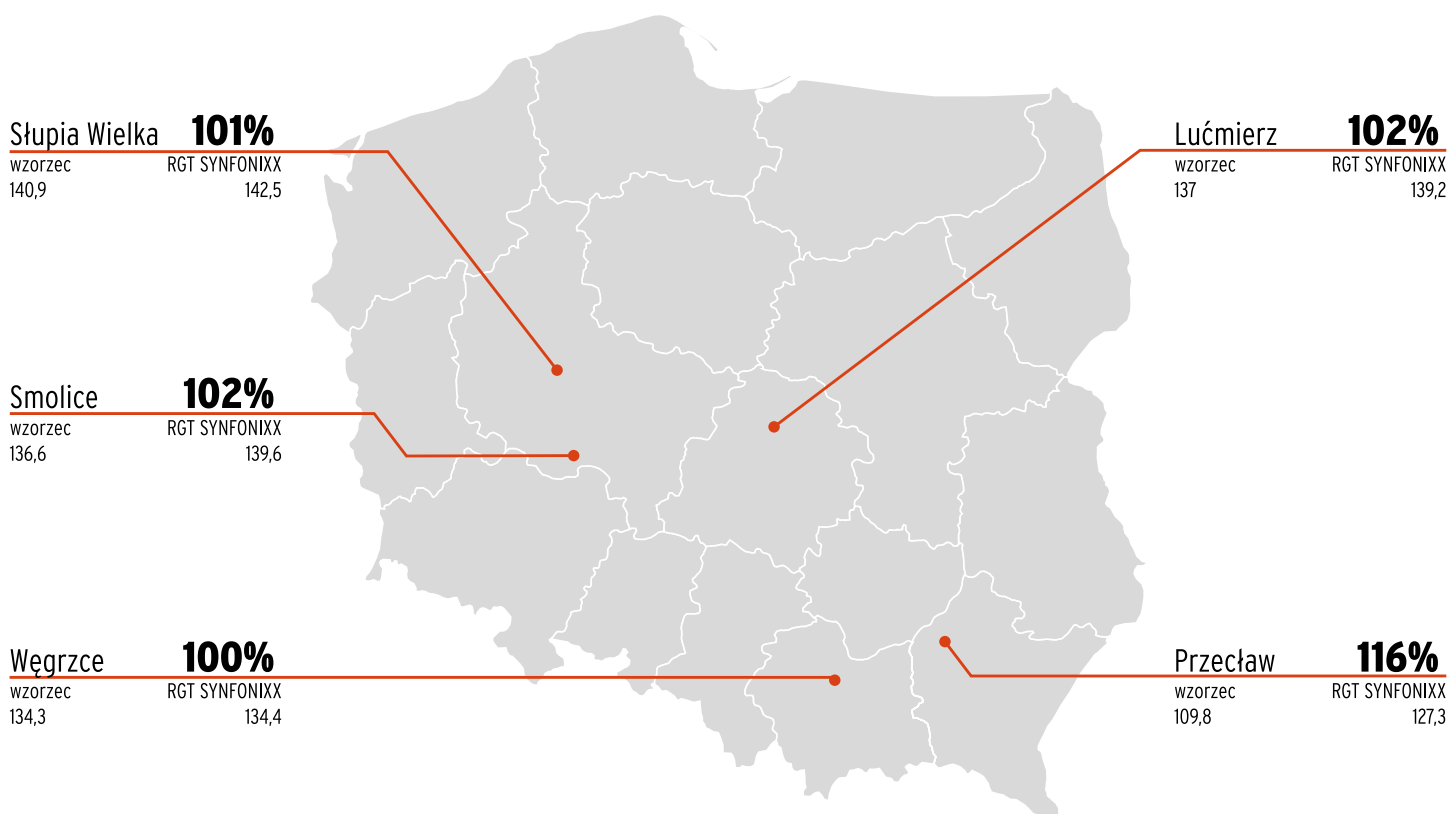 Słupia Wielka 101%
wzorzec RGT SYNFONIXX
140,9 142,5
Lućmierz 102%
wzorzec RGT SYNFONIXX
137 139,2
Smolice 102%
wzorzec RGT SYNFONIXX
136,6 139,6
Węgrzce 100%
wzorzec RGT SYNFONIXX
134,3 134,4
Przecław 116%
wzorzec RGT SYNFONIXX
109,8 127,3